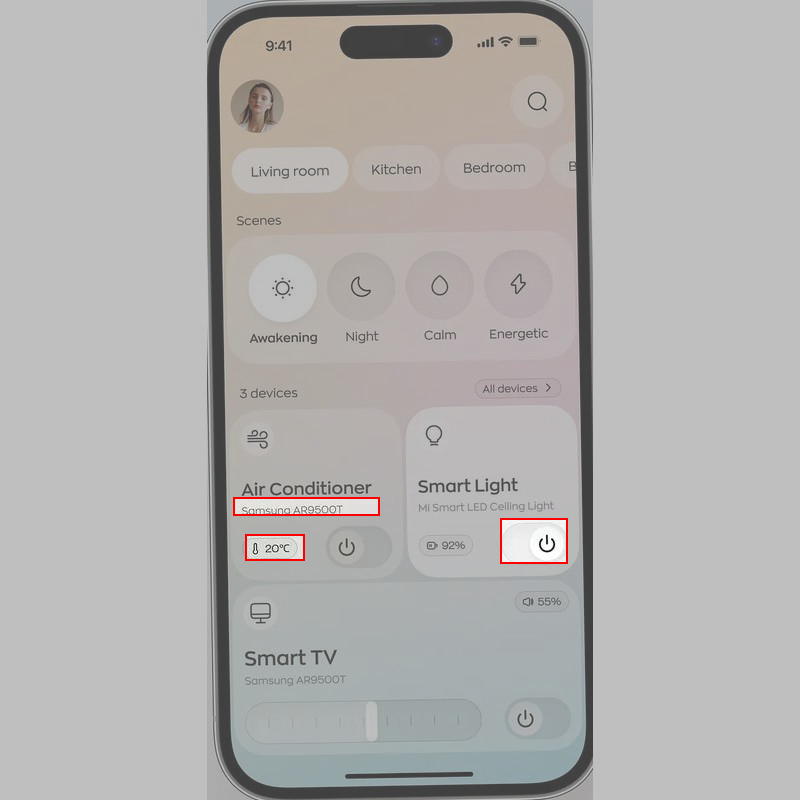 9:41
Living room
Kitchen
Bedroom
B
Scenes
Awakening
Night
Calm
Energetic
3 devices
All devices >
Air Conditioner
Samsung AR9500T
20°C
Smart Light
Mi Smart LED Ceiling Light
92%
55%
Smart TV
Samsung AR9500T